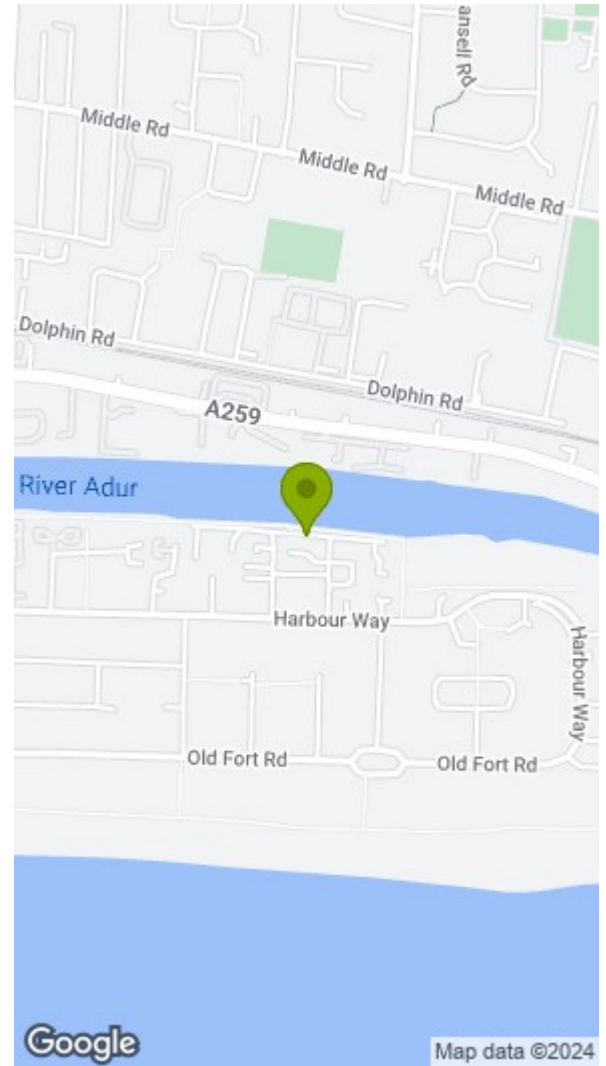 ansell Rd
Middle Rd
Middle Rd
Middle Rd
Dolphin Rd
Dolphin Rd
A259
River Adur
Harbour Way
Harbour Way
Old Fort Rd
Old Fort Rd
Google
Map data ©2024